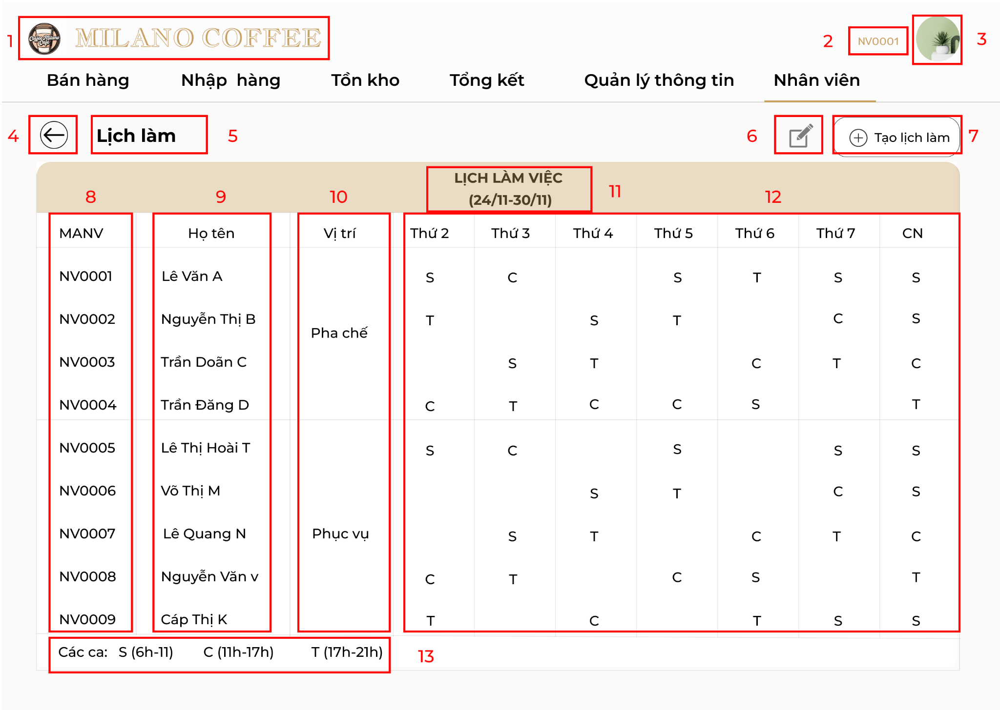 1 Coffee Milano Cafe MILANO COFFEE 2 NV0001 3
Bán hàng Nhập hàng Tồn kho Tổng kết Quản lý thông tin Nhân viên
4 Lịch làm 5 6 Tạo lịch làm 7
LỊCH LÀM VIỆC
(24/11-30/11)
8 9 10 11 12
MANV Họ tên Vị trí Thứ 2 Thứ 3 Thứ 4 Thứ 5 Thứ 6 Thứ 7 CN
NV0001 Lê Văn A S C S T S S
NV0002 Nguyễn Thị B T S T C S
Pha chế
NV0003 Trần Doãn C S T C T C
NV0004 Trần Đăng D C T C C S T
NV0005 Lê Thị Hoài T S C S S S
NV0006 Võ Thị M S T C S
NV0007 Lê Quang N Phục vụ S T C T C
NV0008 Nguyễn Văn v C T C S T
NV0009 Cáp Thị K T C T S S
Các ca: S (6h-11) C (11h-17h) T (17h-21h) 13